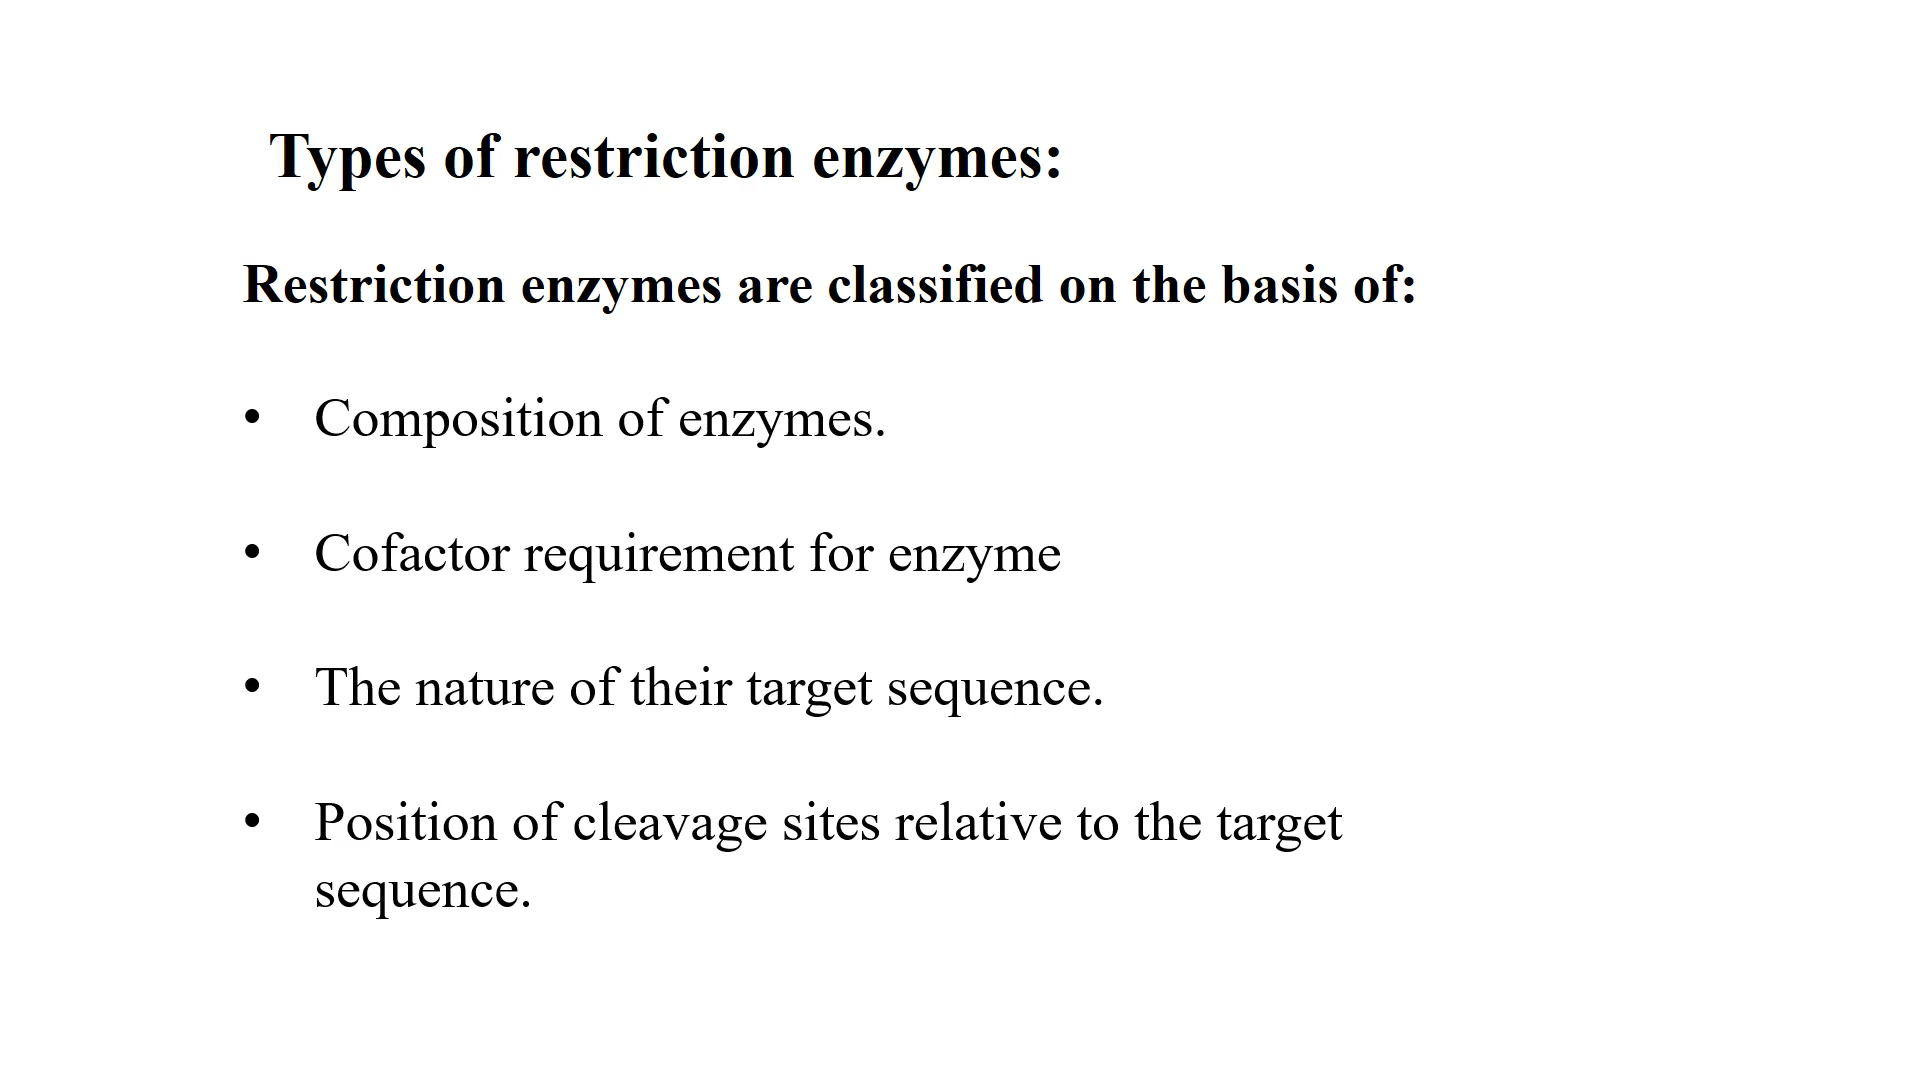 Types of restriction enzymes:
Restriction enzymes are classified on the basis of:
• Composition of enzymes.
• Cofactor requirement for enzyme
• The nature of their target sequence.
• Position of cleavage sites relative to the target
sequence.